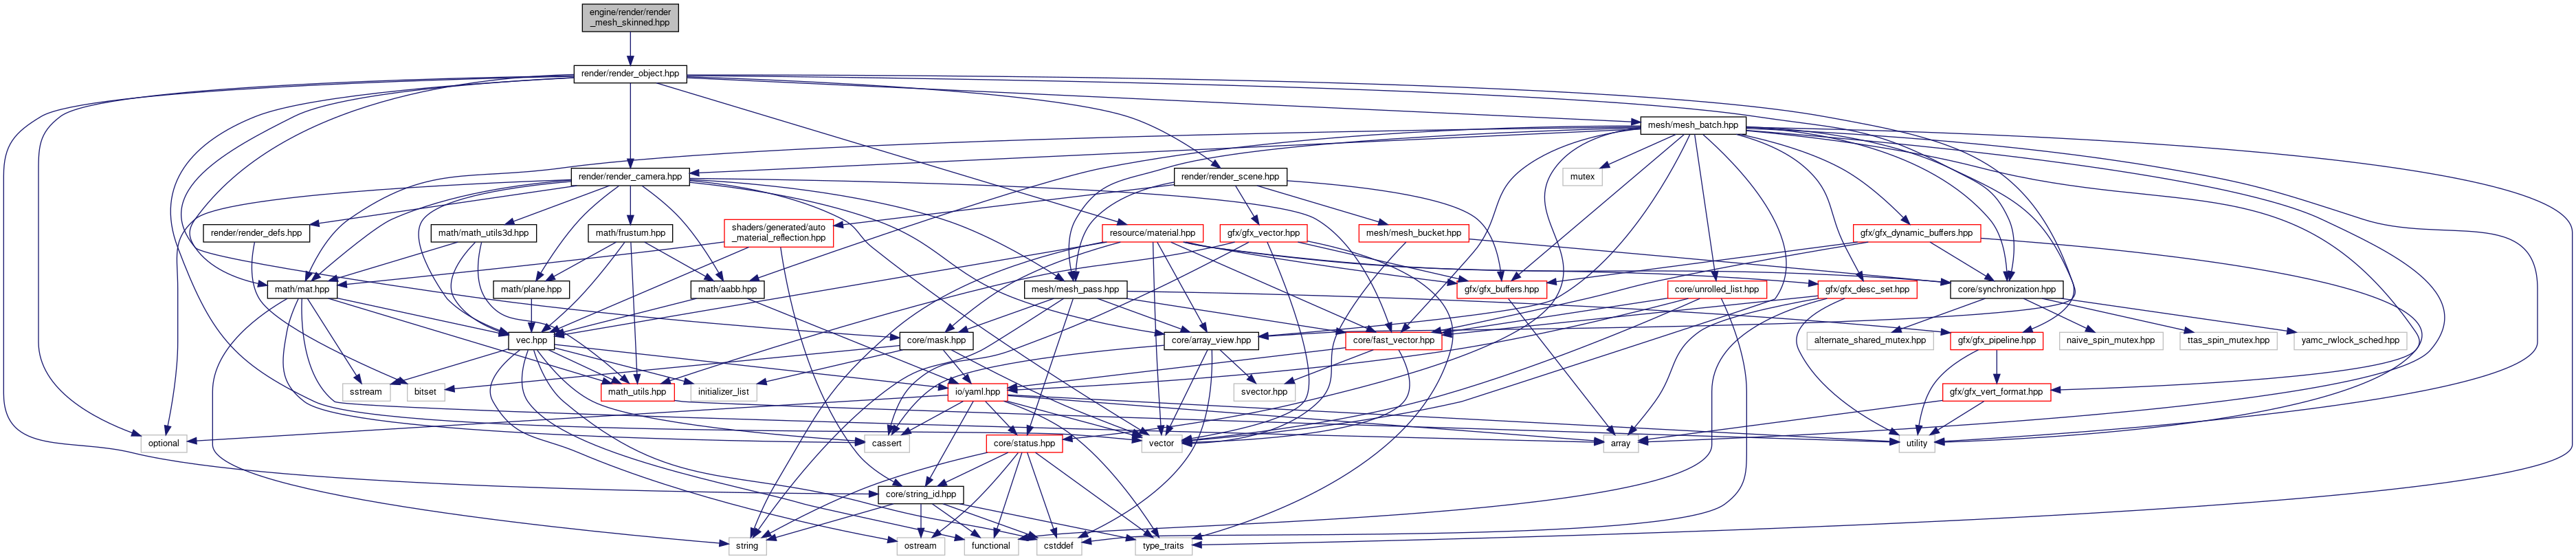 engine/render/render
_mesh_skinned.hpp
render/render_object.hpp
mesh/mesh_batch.hpp
render/render_camera.hpp
render/render_scene.hpp
mutex
render/render_defs.hpp
math/math_utils3d.hpp
math/frustum.hpp
shaders/generated/auto
_material_reflection.hpp
resource/material.hpp
gfx/gfx_vector.hpp
mesh/mesh_bucket.hpp
gfx/gfx_dynamic_buffers.hpp
math/mat.hpp
math/plane.hpp
math/aabb.hpp
mesh/mesh_pass.hpp
gfx/gfx_buffers.hpp
core/unrolled_list.hpp
gfx/gfx_desc_set.hpp
core/synchronization.hpp
vec.hpp
core/mask.hpp
core/array_view.hpp
core/fast_vector.hpp
alternate_shared_mutex.hpp
gfx/gfx_pipeline.hpp
naive_spin_mutex.hpp
ttas_spin_mutex.hpp
yamc_rwlock_sched.hpp
sstream
bitset
math_utils.hpp
initializer_list
io/yaml.hpp
svector.hpp
gfx/gfx_vert_format.hpp
optional
cassert
core/status.hpp
vector
array
utility
core/string_id.hpp
string
ostream
functional
cstddef
type_traits